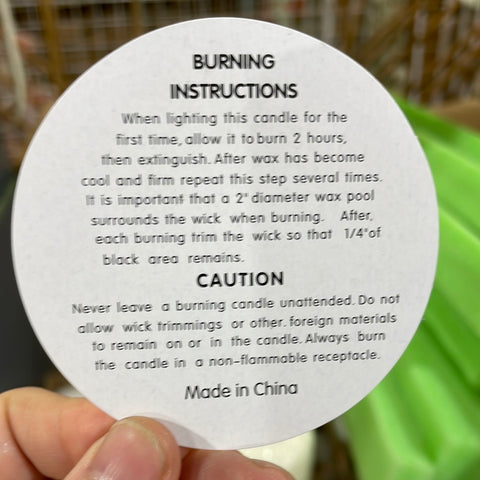 BURNING
INSTRUCTIONS
When lighting this candle for the
first time, allow it to burn 2 hours,
then extinguish. After wax has become
cool and firm repeat this step several times.
It is important that a 2" diameter wax pool
surrounds the wick when burning. After,
each burning trim the wick so that 1/4"of
black area remains.
CAUTION
Never leave a burning candle unattended. Do not
allow wick trimmings or other. foreign materials
to remain on or in the candle. Always burn
the candle in a non-flammable receptacle.
Made in China